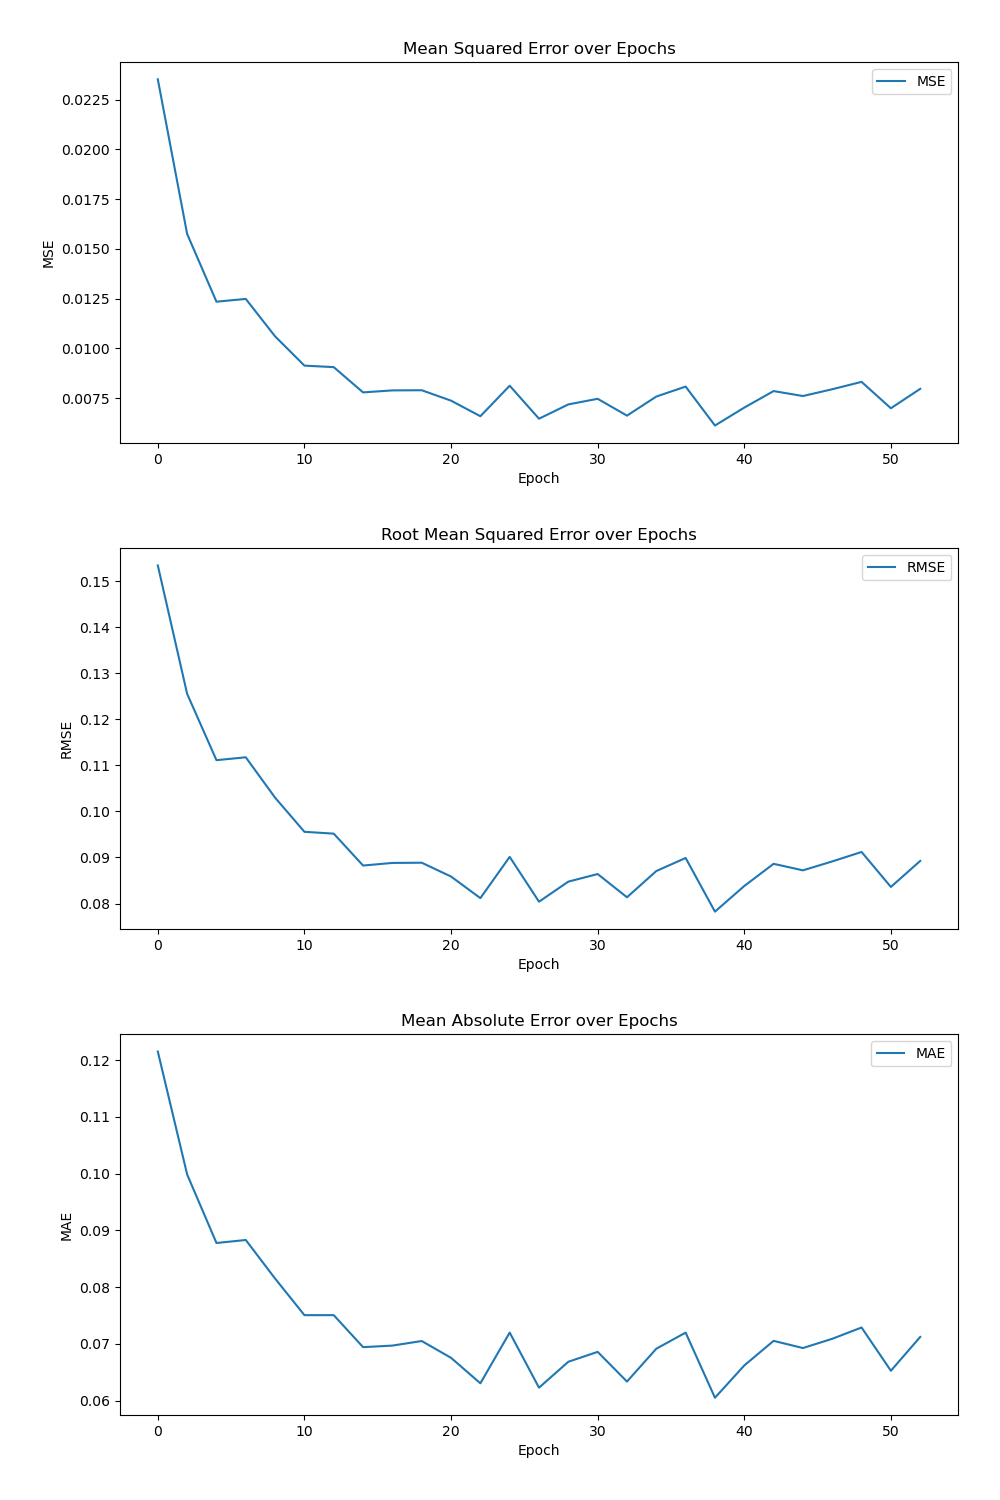 Mean Squared Error over Epochs
MSE
0.0225
0.0200
0.0175
0.0150
0.0125
0.0100
0.0075
MSE
0 10 20 30 40 50
Epoch
Root Mean Squared Error over Epochs
RMSE
0.15
0.14
0.13
0.12
0.11
0.10
0.09
0.08
RMSE
0 10 20 30 40 50
Epoch
Mean Absolute Error over Epochs
MAE
0.12
0.11
0.10
0.09
0.08
0.07
0.06
MAE
0 10 20 30 40 50
Epoch